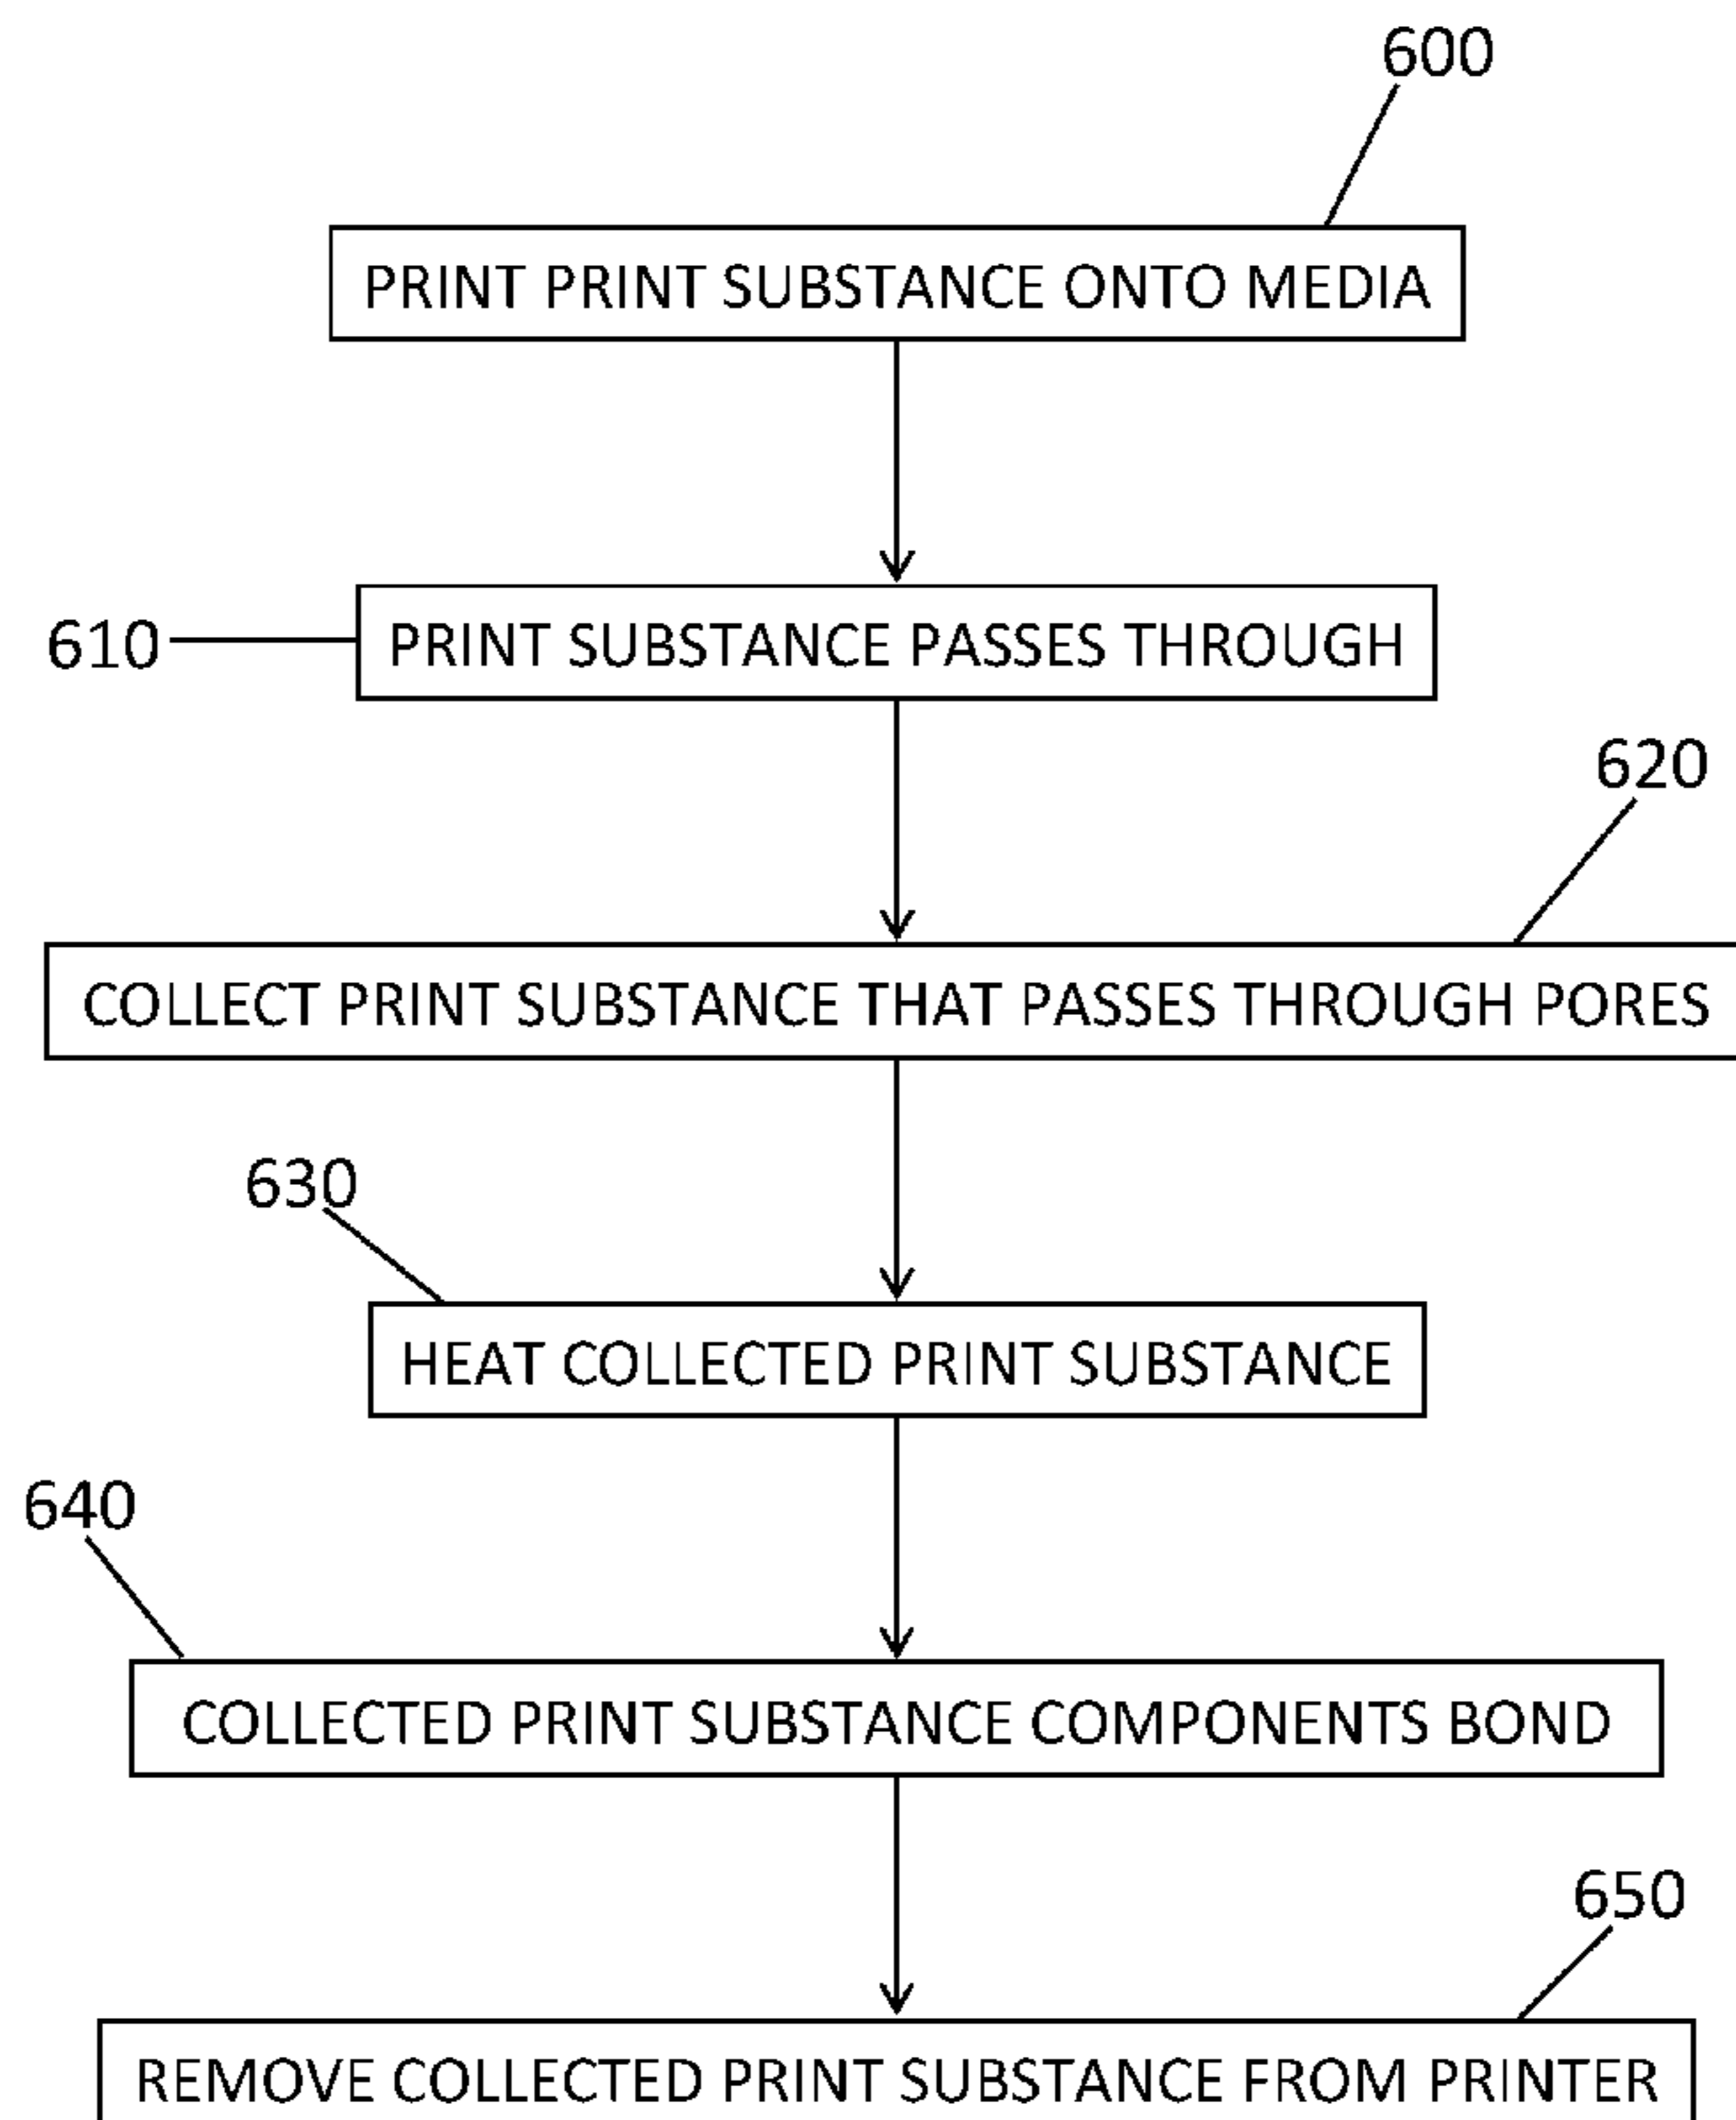 600
PRINT PRINT SUBSTANCE ONTO MEDIA
610
PRINT SUBSTANCE PASSES THROUGH
620
COLLECT PRINT SUBSTANCE THAT PASSES THROUGH PORES
630
HEAT COLLECTED PRINT SUBSTANCE
640
COLLECTED PRINT SUBSTANCE COMPONENTS BOND
650
REMOVE COLLECTED PRINT SUBSTANCE FROM PRINTER